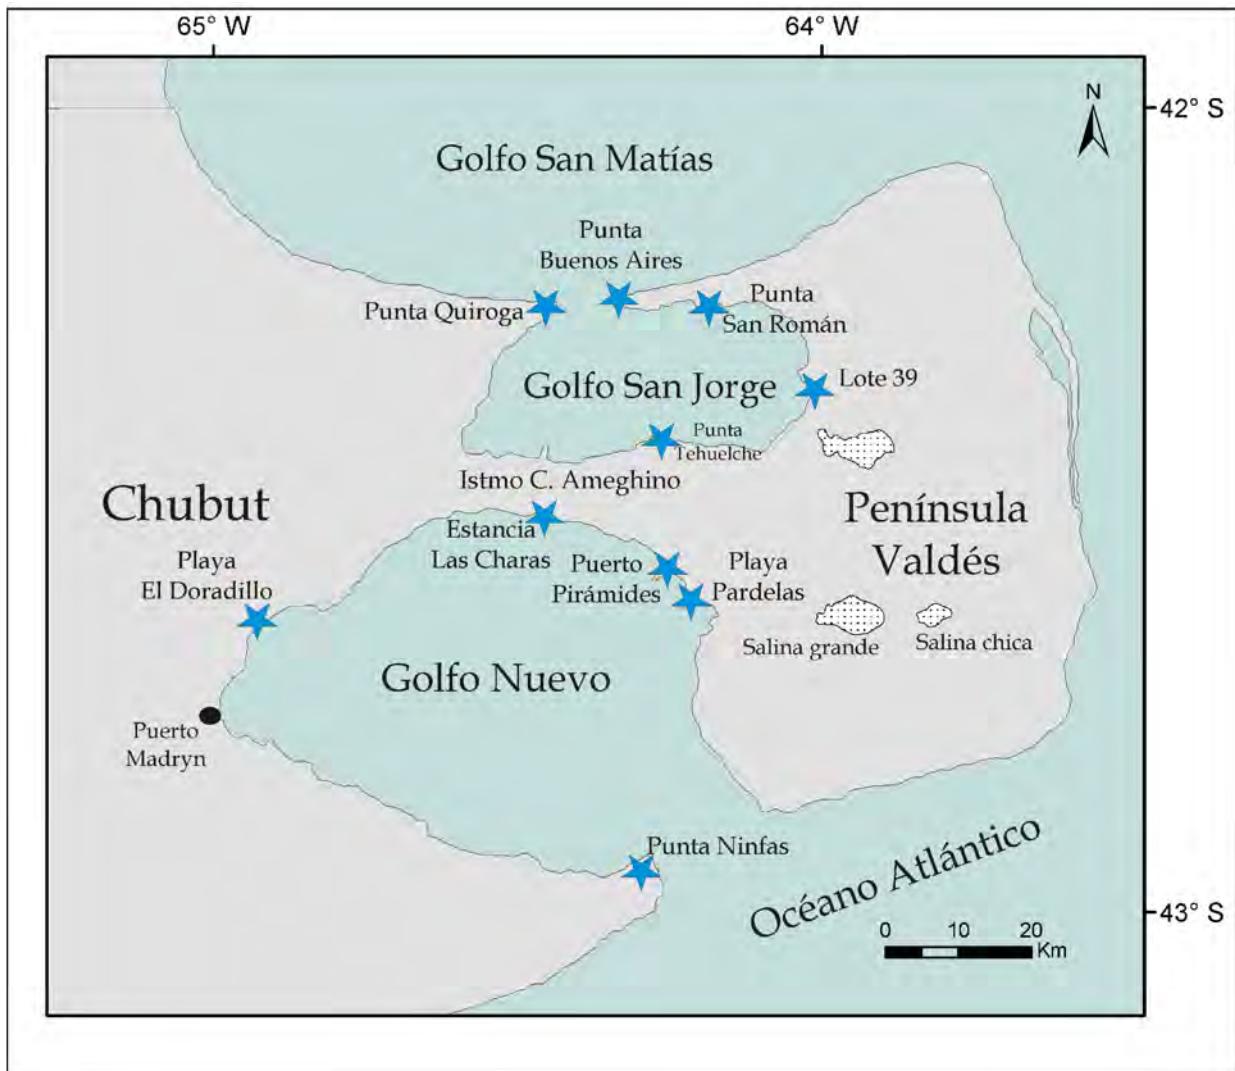 65° W
64° W
N
42° S
Golfo San Matías
Punta
Buenos Aires
Punta Quiroga
Punta
San Román
Golfo San Jorge
Lote 39
Punta
Tehuelche
Istmo C. Ameghino
Chubut
Península
Valdés
Estancia
Las Charas
Playa
El Doradillo
Puerto
Pirámides
Playa
Pardelas
Salina grande
Salina chica
Golfo Nuevo
Puerto
Madryn
Punta Ninfas
Océano Atlántico
43° S
0 10 20
Km